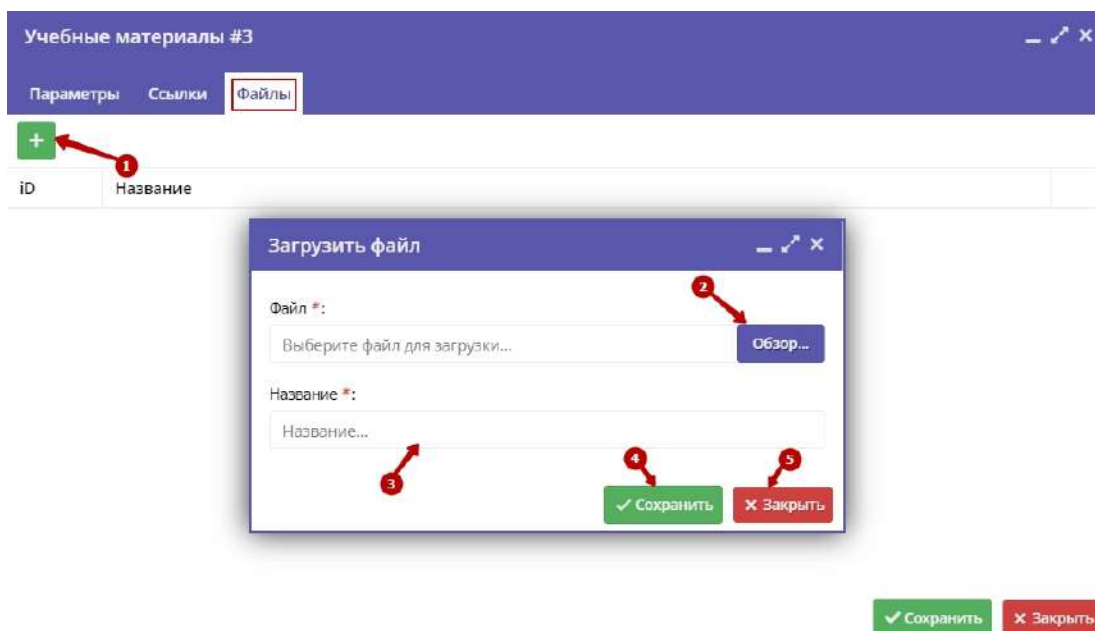 Учебные материалы #3
Параметры Ссылки Файлы
+
1
iD Название
Загрузить файл
2
Файл *:
Выберите файл для загрузки... Обзор...
Название *:
Название...
3
4
5
Сохранить Закрыть
Сохранить Закрыть